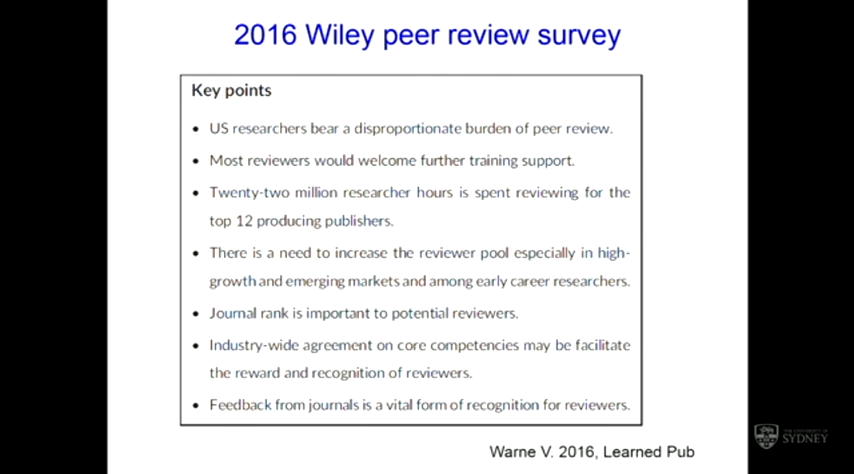 2016 Wiley peer review survey
Key points
• US researchers bear a disproportionate burden of peer review.
• Most reviewers would welcome further training support.
• Twenty-two million researcher hours is spent reviewing for the
top 12 producing publishers.
• There is a need to increase the reviewer pool especially in high-
growth and emerging markets and among early career researchers.
• Journal rank is important to potential reviewers.
• Industry-wide agreement on core competencies may be facilitate
the reward and recognition of reviewers.
• Feedback from journals is a vital form of recognition for reviewers.
Warne V. 2016, Learned Pub
THE UNIVERSITY OF
SYDNEY